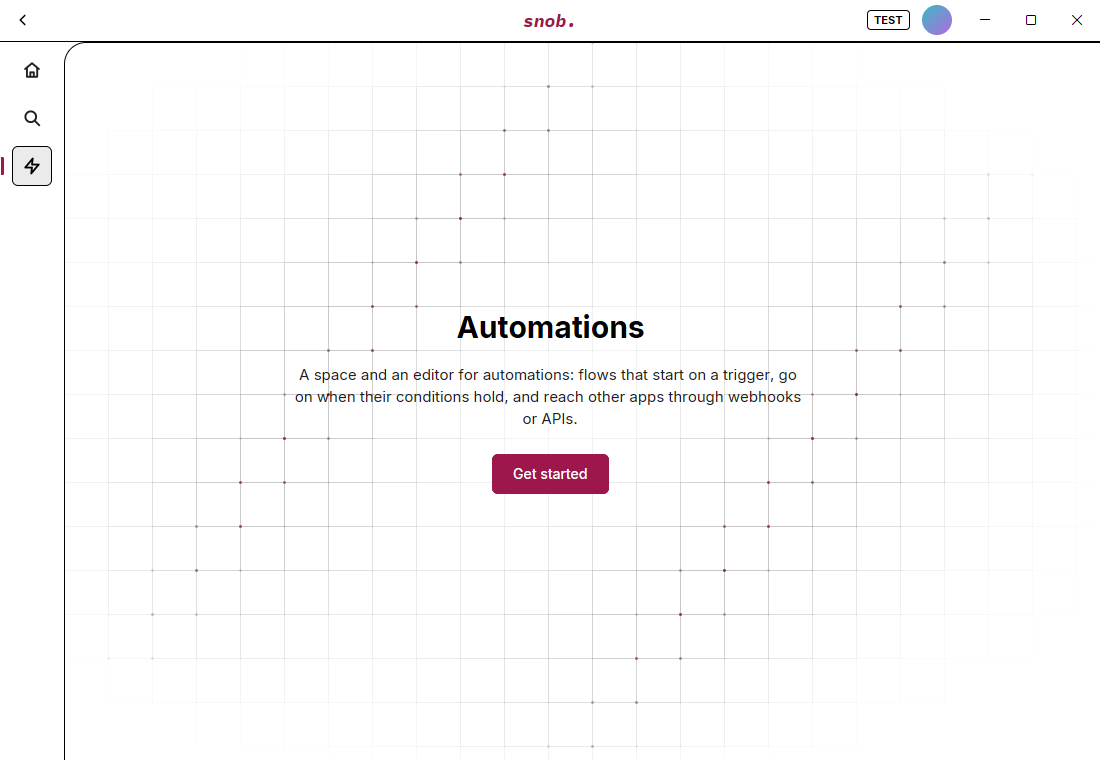 snob.
TEST
Automations
A space and an editor for automations: flows that start on a trigger, go
on when their conditions hold, and reach other apps through webhooks
or APIs.
Get started